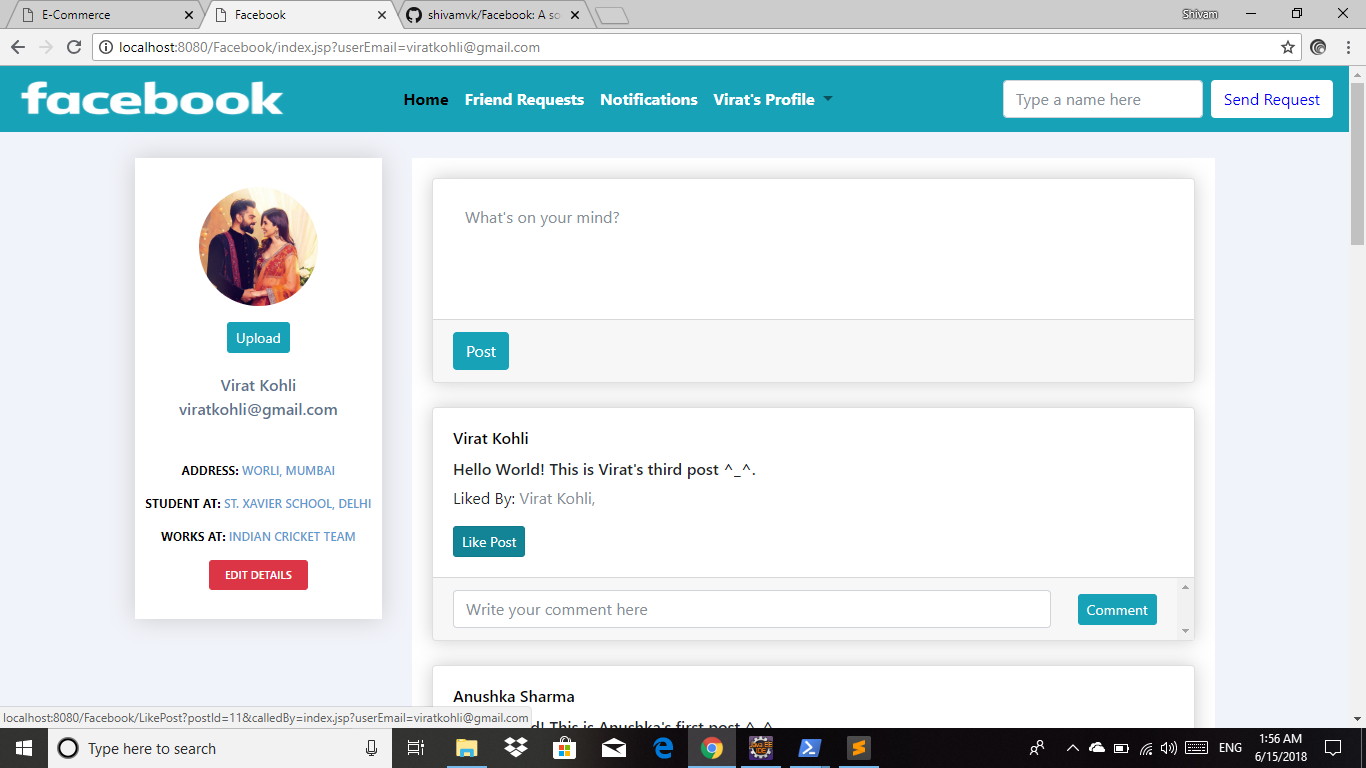 E-Commerce
Facebook
shivamvk/Facebook: A so
Shivam
localhost:8080/Facebook/index.jsp?userEmail=viratkohli@gmail.com
facebook
Home Friend Requests Notifications Virat's Profile
Type a name here
Send Request
Upload
Virat Kohli
viratkohli@gmail.com
ADDRESS: WORLI, MUMBAI
STUDENT AT: ST. XAVIER SCHOOL, DELHI
WORKS AT: INDIAN CRICKET TEAM
EDIT DETAILS
What's on your mind?
Post
Virat Kohli
Hello World! This is Virat's third post ^_^.
Liked By: Virat Kohli,
Like Post
Write your comment here
Comment
Anushka Sharma
d! This is Anushka's first post ^_^
localhost:8080/Facebook/LikePost?postId=11&calledBy=index.jsp?userEmail=viratkohli@gmail.com
Type here to search
ENG
1:56 AM
6/15/2018